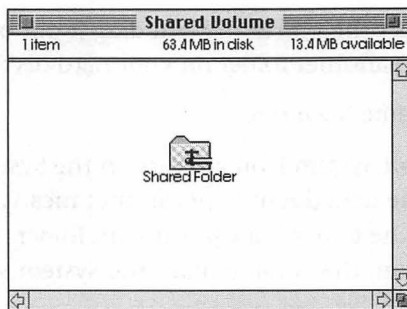 Shared Volume
1 item 63.4 MB in disk 13.4 MB available
Shared Folder